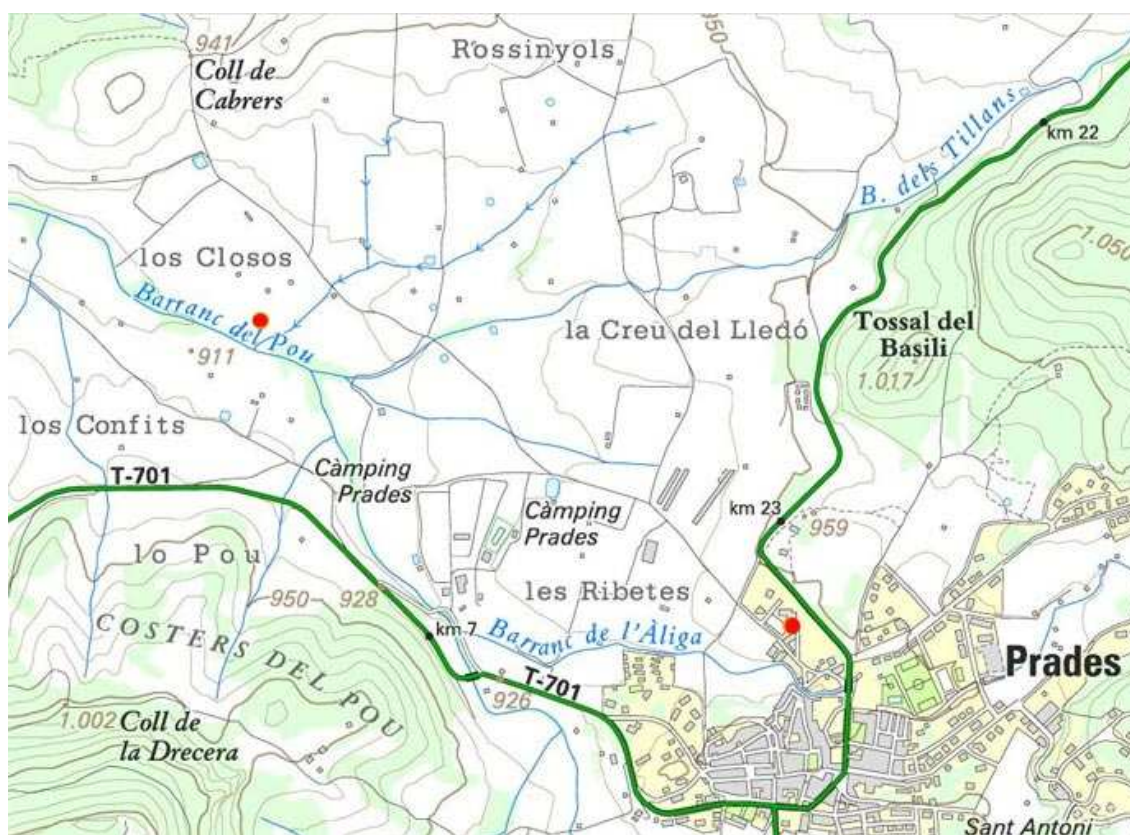 941
Coll de
Cabrers
Rossinyols
950
B. dels Tillans
km 22
1.050
los Closos
Barranc del Pou
911
la Creu del Lledó
Tossal del
Basili
1.017
los Confits
T-701
Càmping
Prades
Càmping
Prades
km 23
959
lo Pou
950
928
les Ribetes
COSTERS DEL POU
km 7
Barranc de l'Àliga
Prades
T-701
926
1.002
Coll de
la Drecera
Sant Antoni